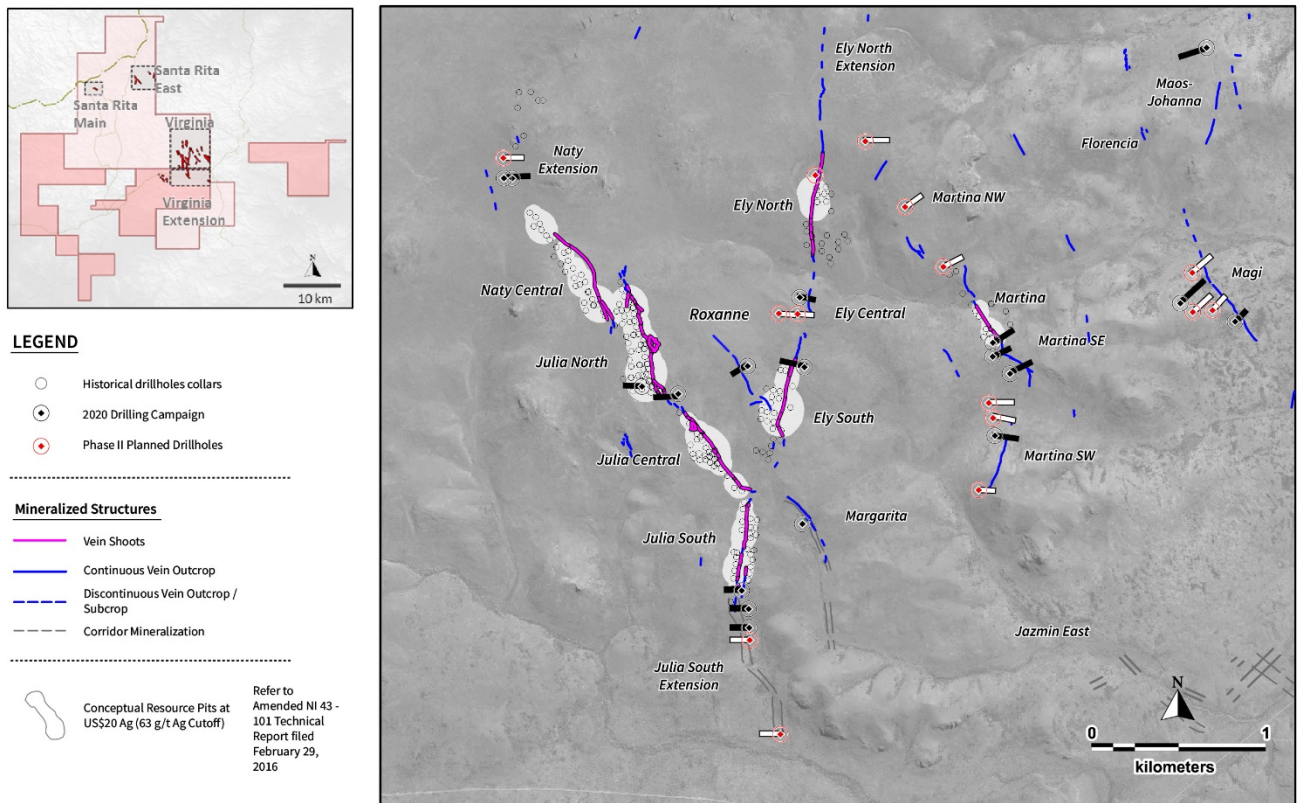 Santa Rita
East
Santa Rita
Main
Virginia
Virginia
Extension
N
10 km
LEGEND
Historical drillholes collars
2020 Drilling Campaign
Phase II Planned Drillholes
Mineralized Structures
Vein Shoots
Continuous Vein Outcrop
Discontinuous Vein Outcrop /
Subcrop
Corridor Mineralization
Conceptual Resource Pits at
US$20 Ag (63 g/t Ag Cutoff)
Refer to
Amended NI 43 -
101 Technical
Report filed
February 29,
2016
Ely North
Extension
Maos-
Johanna
Florencia
Naty
Extension
Martina NW
Ely North
Magi
Naty Central
Martina
Roxanne
Ely Central
Martina SE
Julia North
Ely South
Julia Central
Martina SW
Margarita
Julia South
Jazmin East
Julia South
Extension
N
0
1
kilometers